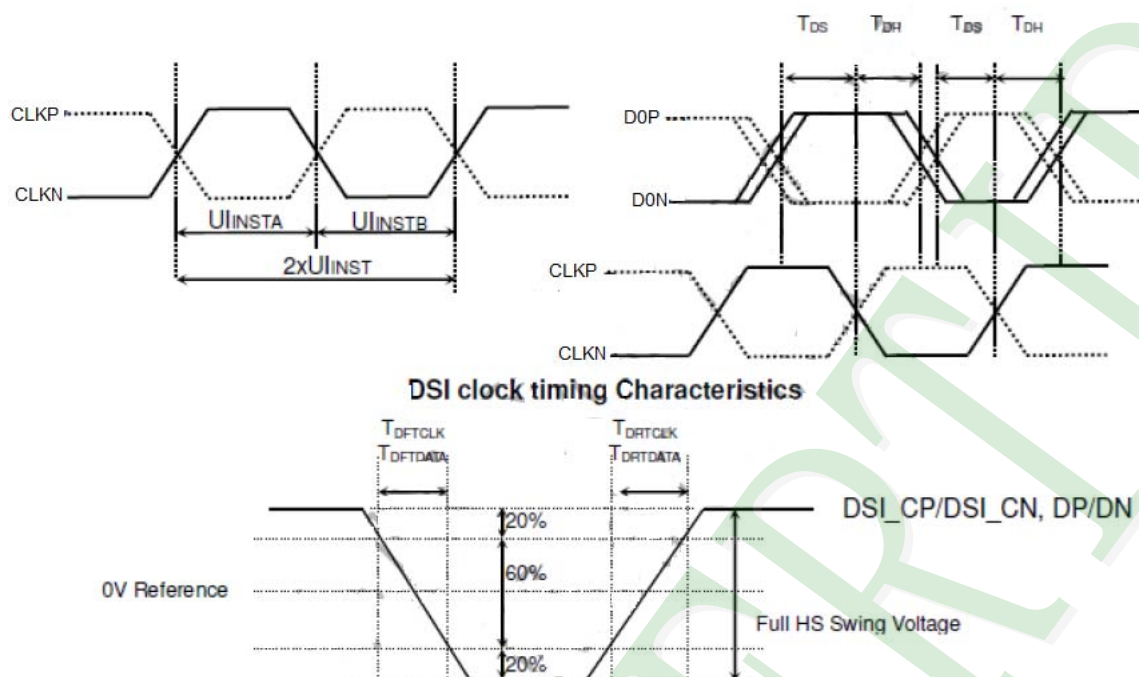 TDS TDH TDS TDH
CLKP
CLKN
UIINSTA UIINSTB
2xUIINST
D0P
D0N
CLKP
CLKN
DSI clock timing Characteristics
TDFTCLK
TDFTDATA
TDRTCLK
TDRTDATA
20%
60%
20%
0V Reference
DSI_CP/DSI_CN, DP/DN
Full HS Swing Voltage